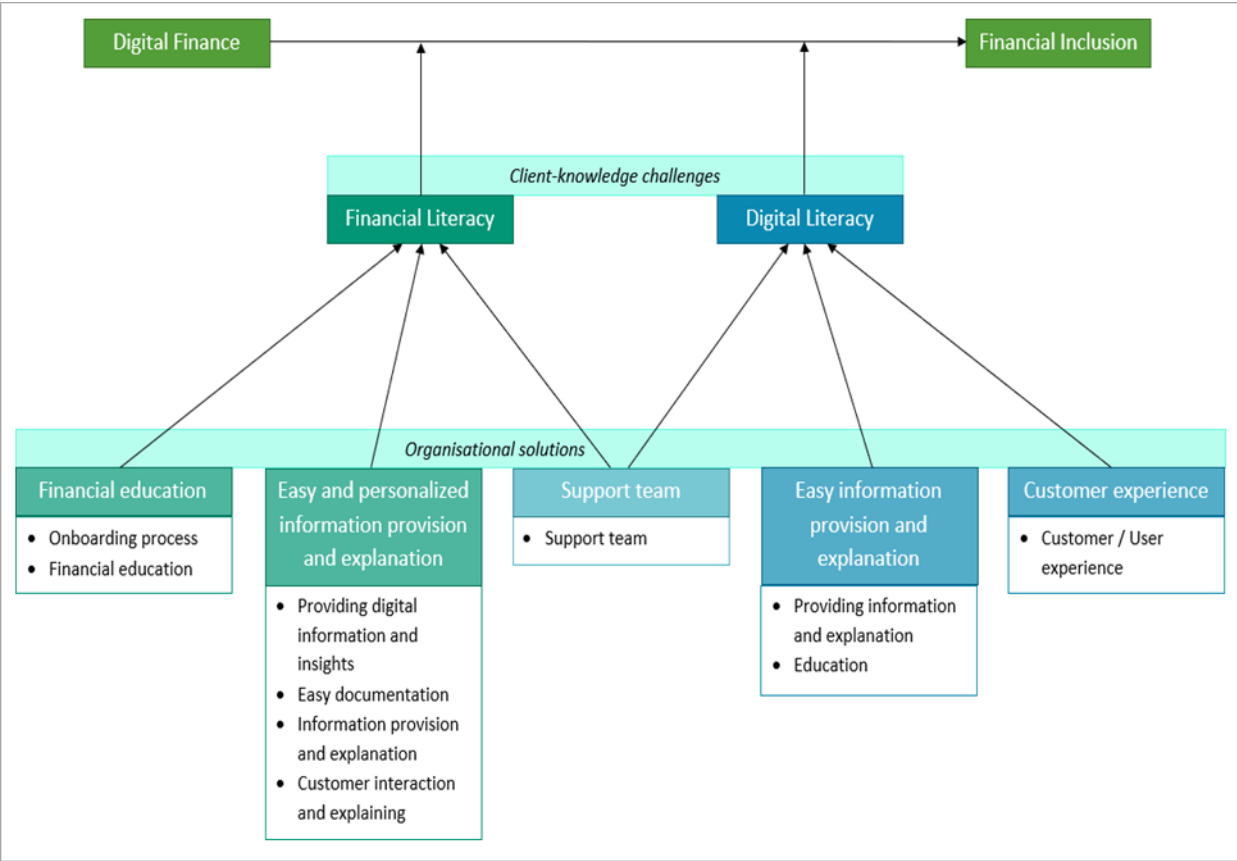 Digital Finance
Financial Inclusion
Client-knowledge challenges
Financial Literacy
Digital Literacy
Organisational solutions
Financial education
• Onboarding process
• Financial education
Easy and personalized
information provision
and explanation
• Providing digital
information and
insights
• Easy documentation
• Information provision
and explanation
• Customer interaction
and explaining
Support team
• Support team
Easy information
provision and
explanation
• Providing information
and explanation
• Education
Customer experience
• Customer / User
experience